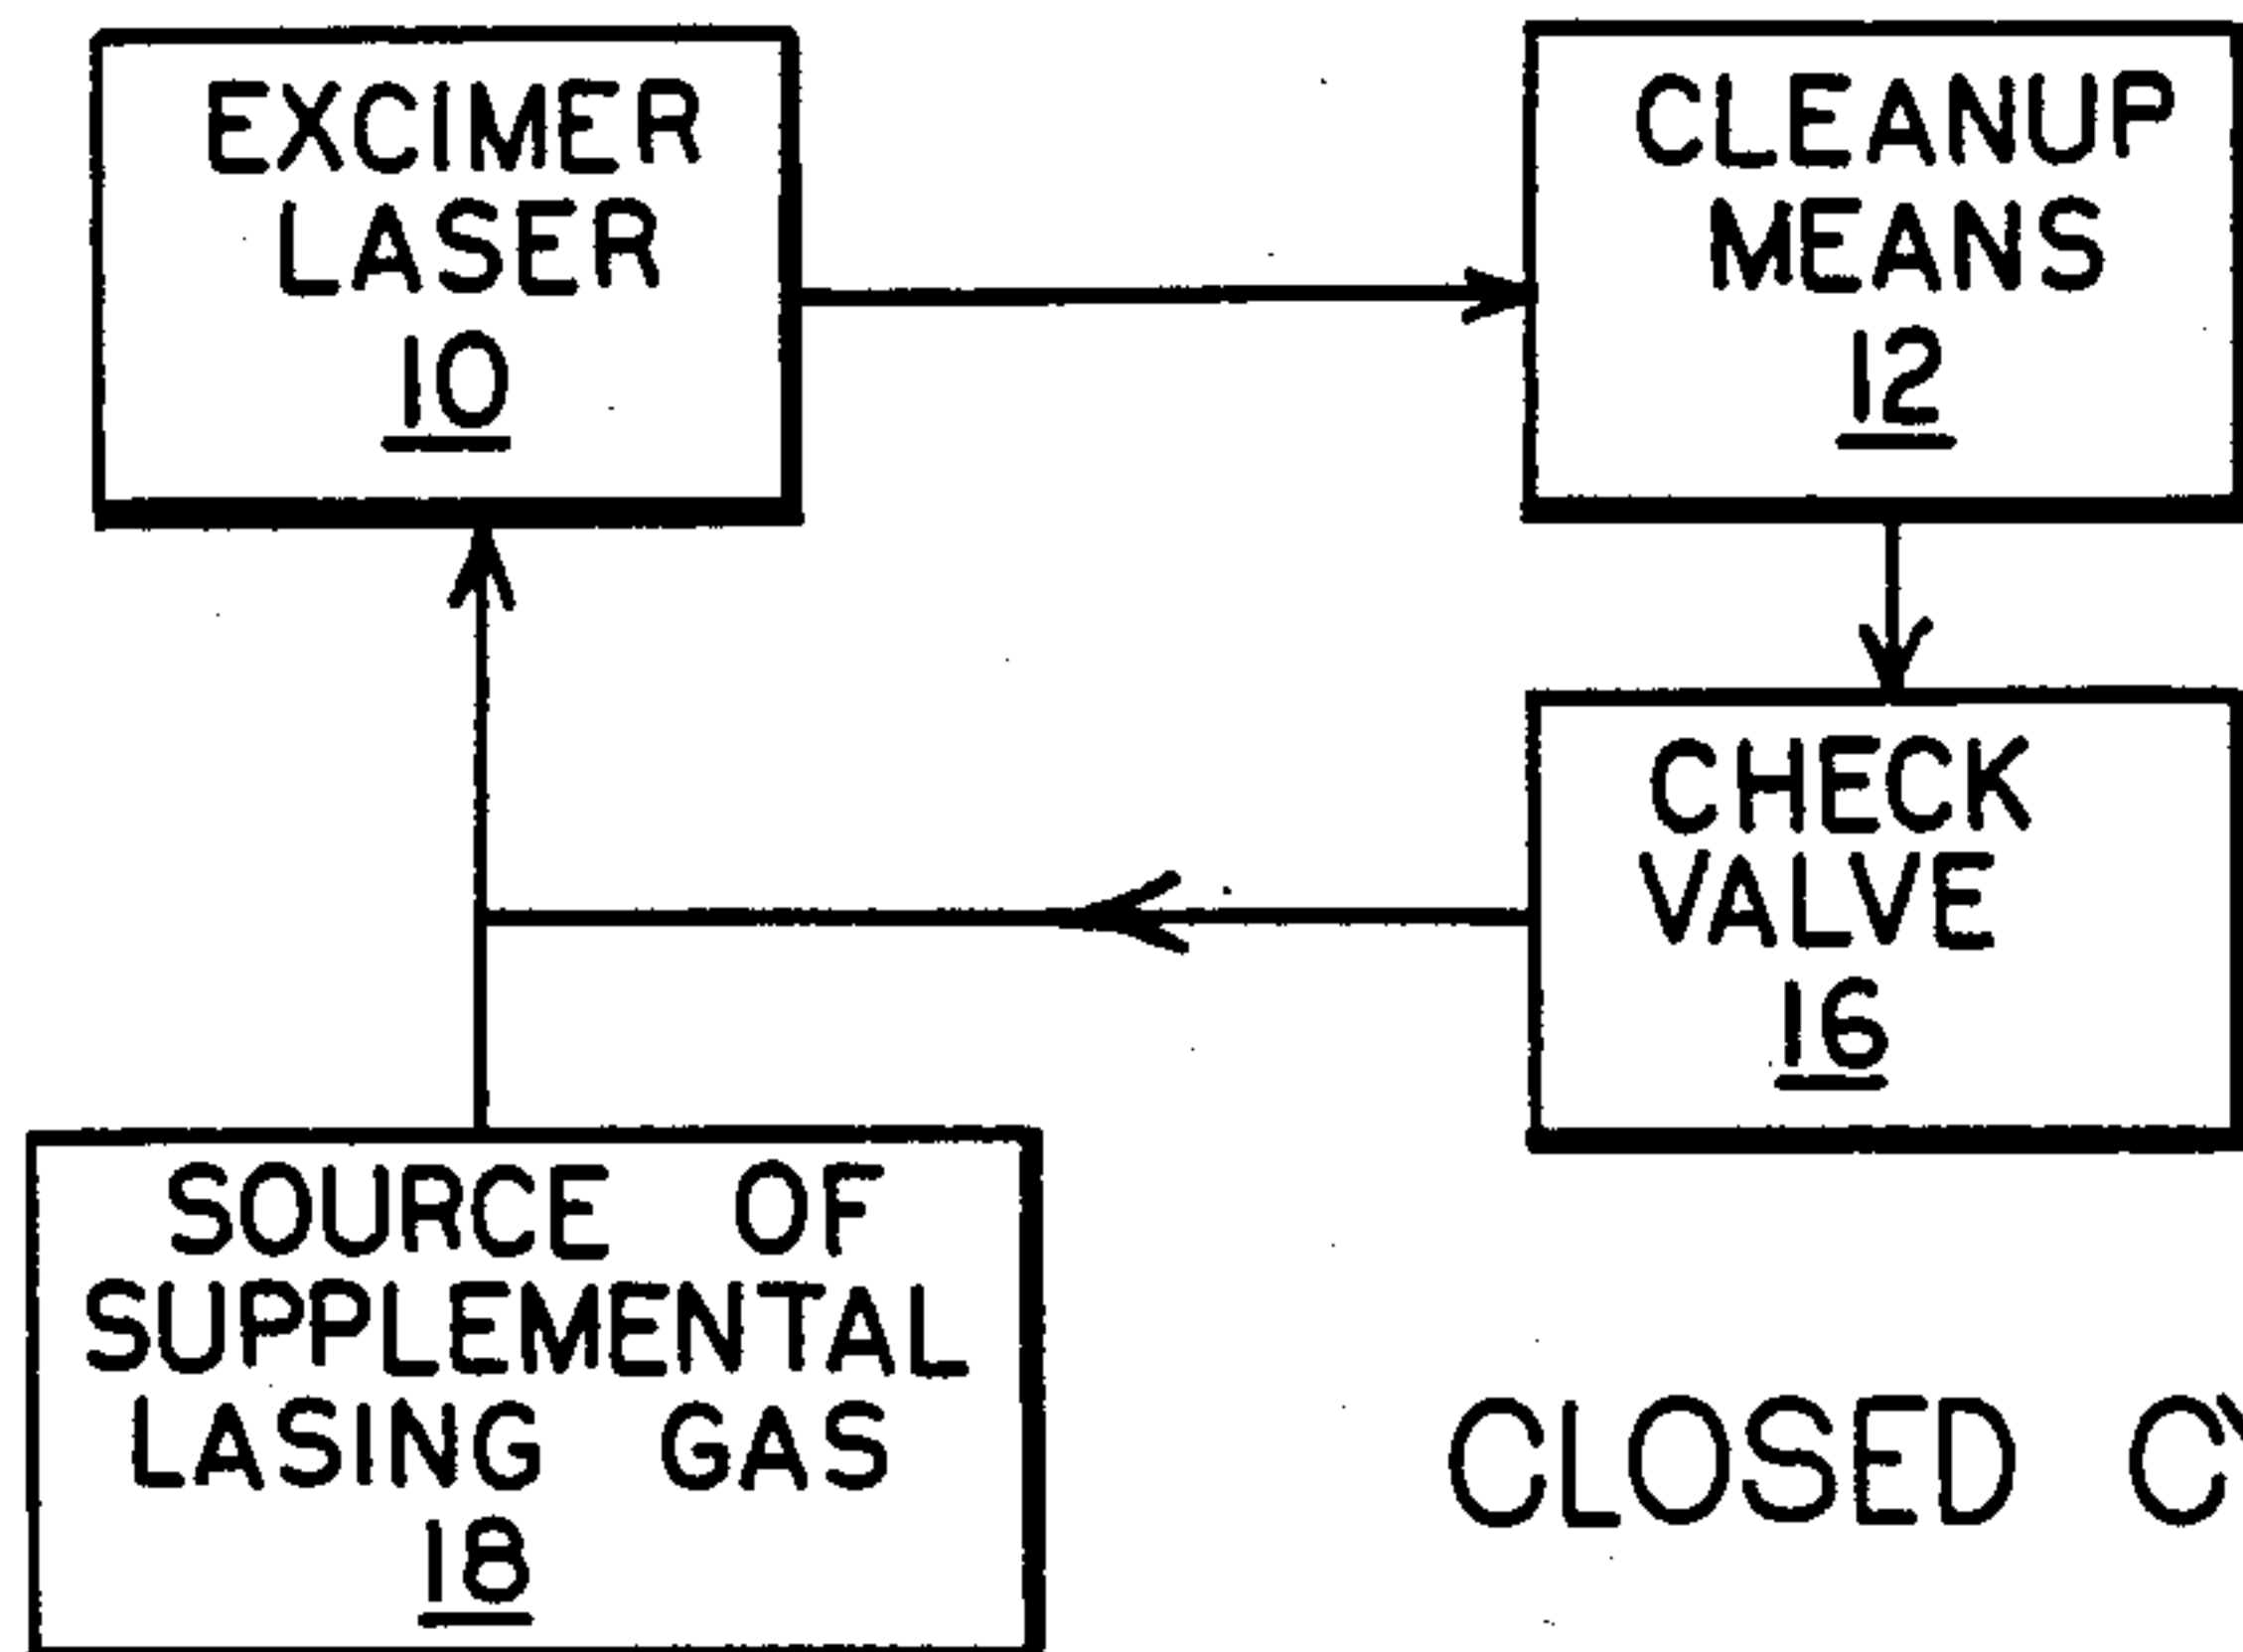 EXCIMER
LASER
10
CLEANUP
MEANS
12
CHECK
VALVE
16
SOURCE OF
SUPPLEMENTAL
LASING GAS
18
CLOSED